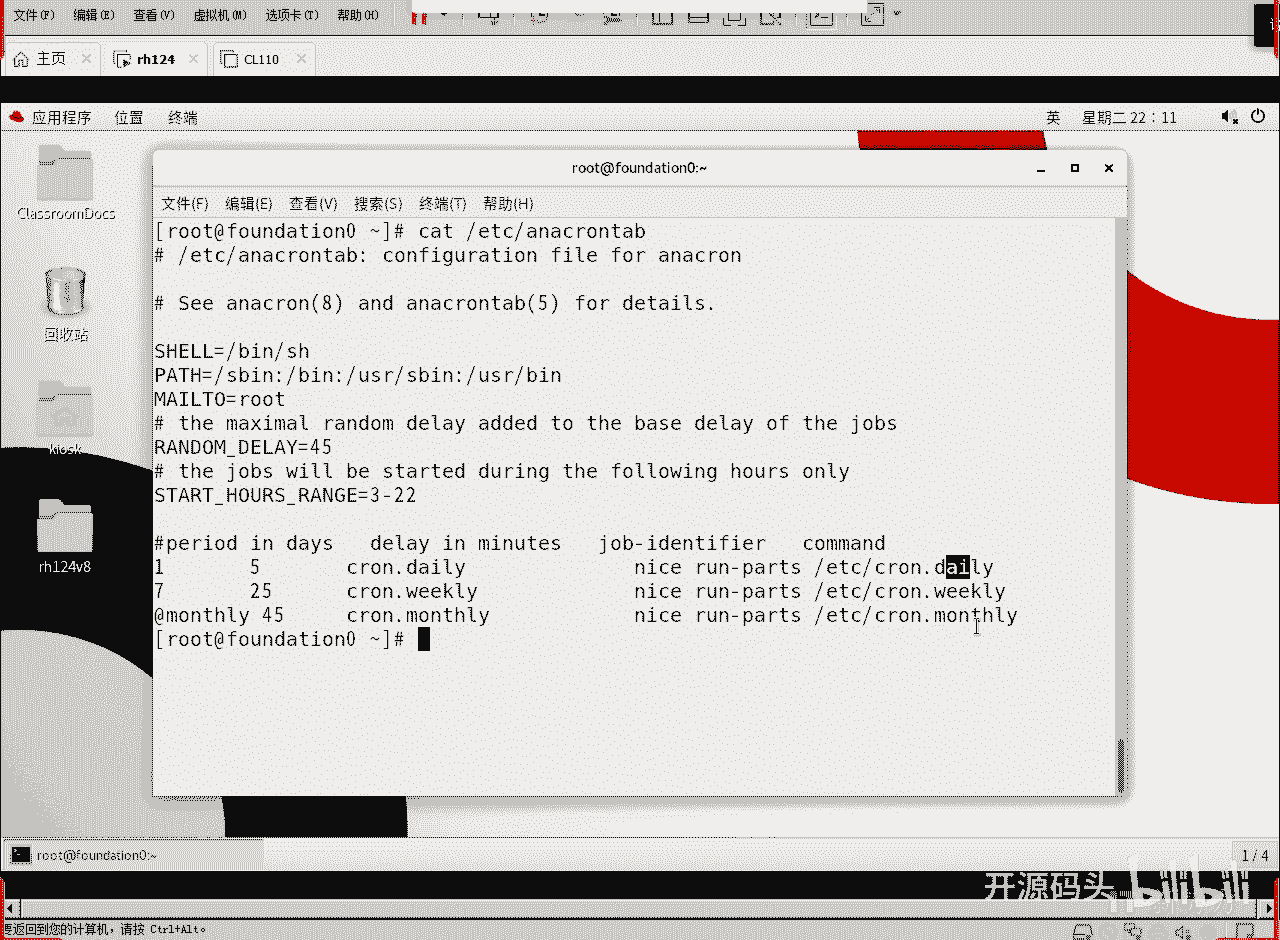 文件(F) 编辑(E) 查看(V) 虚拟机(M) 选项卡(T) 帮助(H)
主页 rh124 CL110
应用程序 位置 终端 英 星期二 22：11
ClassroomDocs
回收站
kiosk
rh124v8
root@foundation0:~
文件(F) 编辑(E) 查看(V) 搜索(S) 终端(T) 帮助(H)
[root@foundation0 ~]# cat /etc/anacrontab
# /etc/anacrontab: configuration file for anacron
# See anacron(8) and anacrontab(5) for details.
SHELL=/bin/sh
PATH=/sbin:/bin:/usr/sbin:/usr/bin
MAILTO=root
# the maximal random delay added to the base delay of the jobs
RANDOM_DELAY=45
# the jobs will be started during the following hours only
START_HOURS_RANGE=3-22
#period in days   delay in minutes   job-identifier   command
1       5       cron.daily              nice run-parts /etc/cron.daily
7       25      cron.weekly             nice run-parts /etc/cron.weekly
@monthly 45     cron.monthly            nice run-parts /etc/cron.monthly
[root@foundation0 ~]#
root@foundation0:~ 1 / 4
开源码头 bilibili
要返回到您的计算机，请按 Ctrl+Alt。